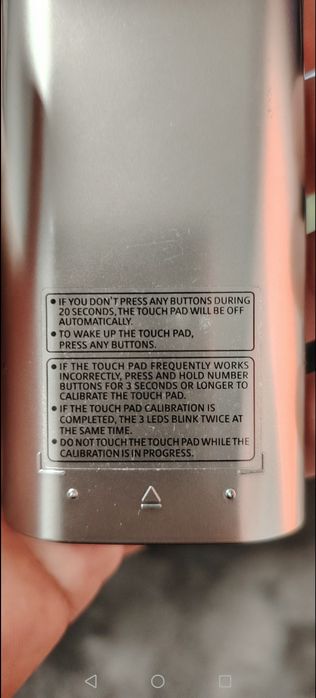 ● IF YOU DON'T PRESS ANY BUTTONS DURING
20 SECONDS, THE TOUCH PAD WILL BE OFF
AUTOMATICALLY.
● TO WAKE UP THE TOUCH PAD,
PRESS ANY BUTTONS.
● IF THE TOUCH PAD FREQUENTLY WORKS
INCORRECTLY, PRESS AND HOLD NUMBER
BUTTONS FOR 3 SECONDS OR LONGER TO
CALIBRATE THE TOUCH PAD.
● IF THE TOUCH PAD CALIBRATION IS
COMPLETED, THE 3 LEDS BLINK TWICE AT
THE SAME TIME.
● DO NOT TOUCH THE TOUCH PAD WHILE THE
CALIBRATION IS IN PROGRESS.